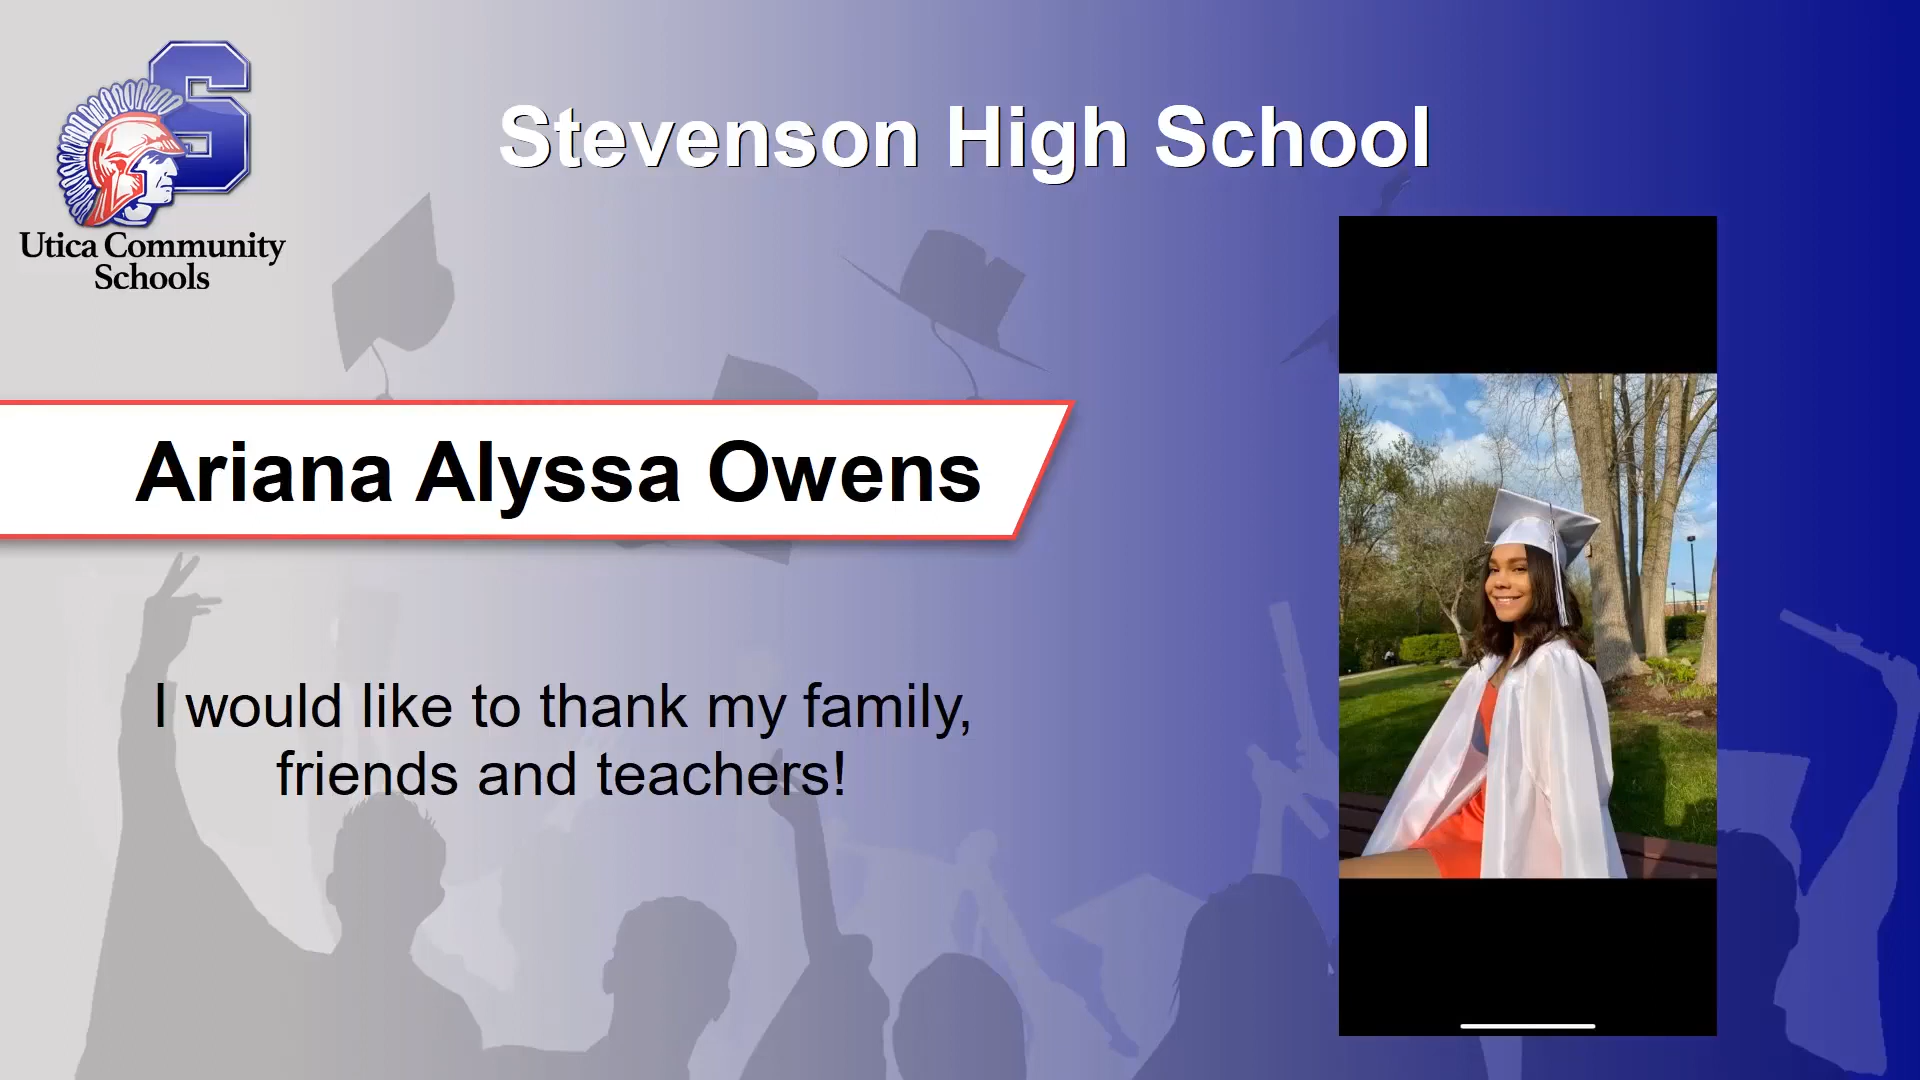 S
Utica Community
Schools
Stevenson High School
Ariana Alyssa Owens
I would like to thank my family,
friends and teachers!